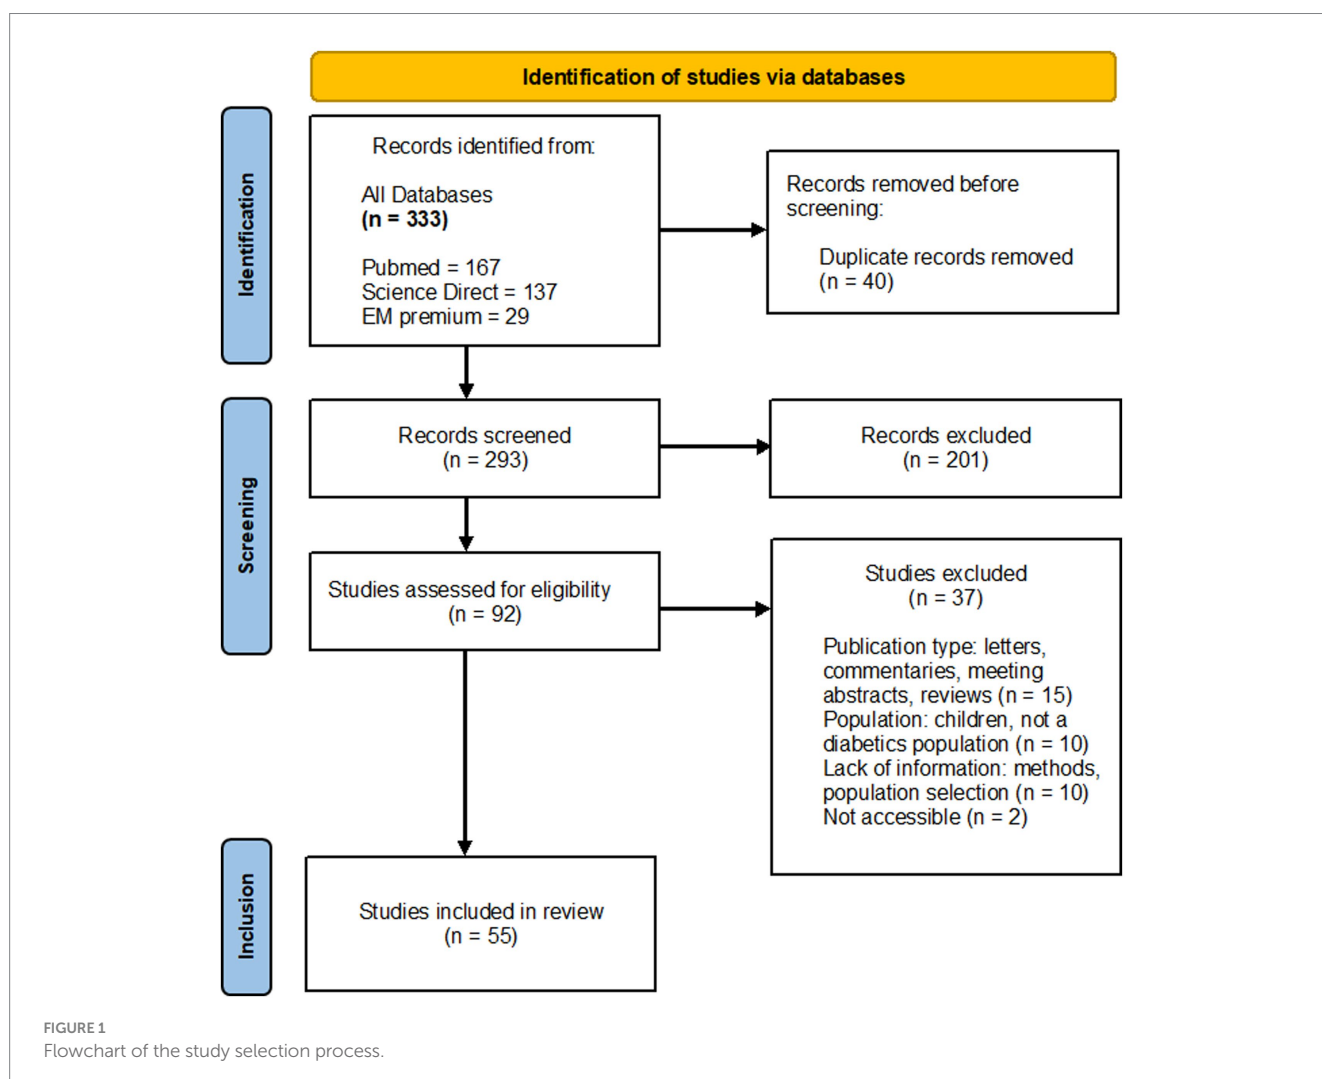 Identification of studies via databases
Identification
Records identified from:
All Databases
(n = 333)
Pubmed = 167
Science Direct = 137
EM premium = 29
Records removed before
screening:
Duplicate records removed
(n = 40)
Screening
Records screened
(n = 293)
Records excluded
(n = 201)
Studies assessed for eligibility
(n = 92)
Studies excluded
(n = 37)
Publication type: letters,
commentaries, meeting
abstracts, reviews (n = 15)
Population: children, not a
diabetics population (n = 10)
Lack of information: methods,
population selection (n = 10)
Not accessible (n = 2)
Inclusion
Studies included in review
(n = 55)
FIGURE 1
Flowchart of the study selection process.